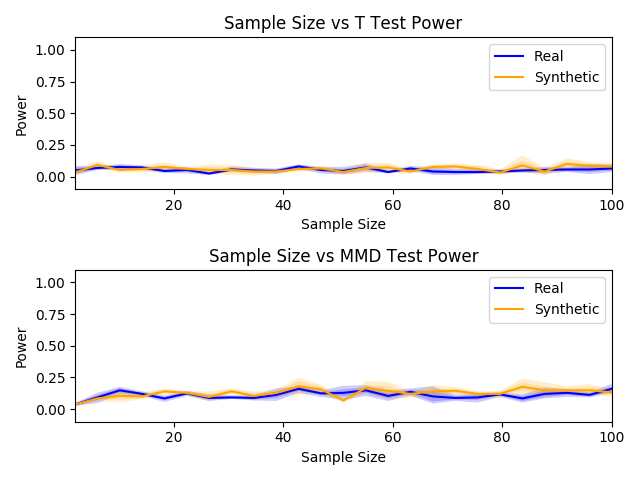 Sample Size vs T Test Power
1.00
0.75
0.50
0.25
0.00
Power
Real
Synthetic
20
40
60
80
100
Sample Size
Sample Size vs MMD Test Power
1.00
0.75
0.50
0.25
0.00
Power
Real
Synthetic
20
40
60
80
100
Sample Size